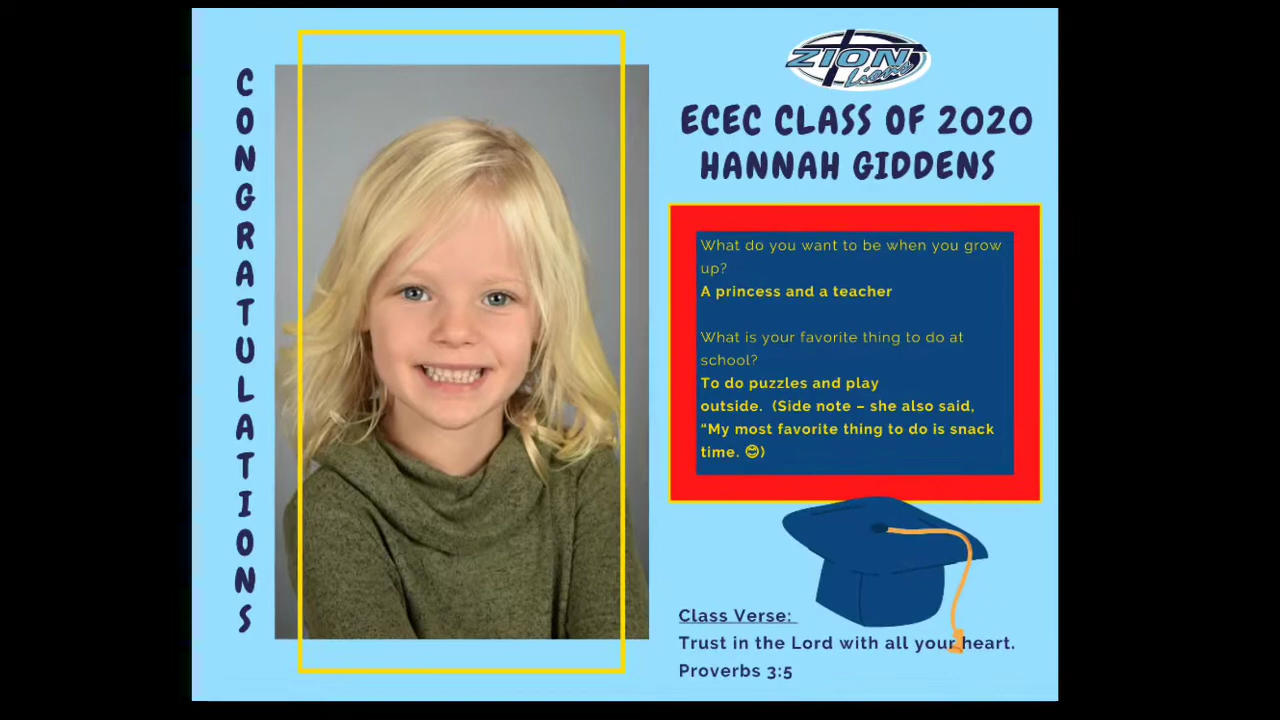 CONGRATULATIONS
ZION
Lions
ECEC CLASS OF 2020
HANNAH GIDDENS
What do you want to be when you grow
up?
A princess and a teacher
What is your favorite thing to do at
school?
To do puzzles and play
outside.  (Side note – she also said,
“My most favorite thing to do is snack
time. 😊)
Class Verse:
Trust in the Lord with all your heart.
Proverbs 3:5